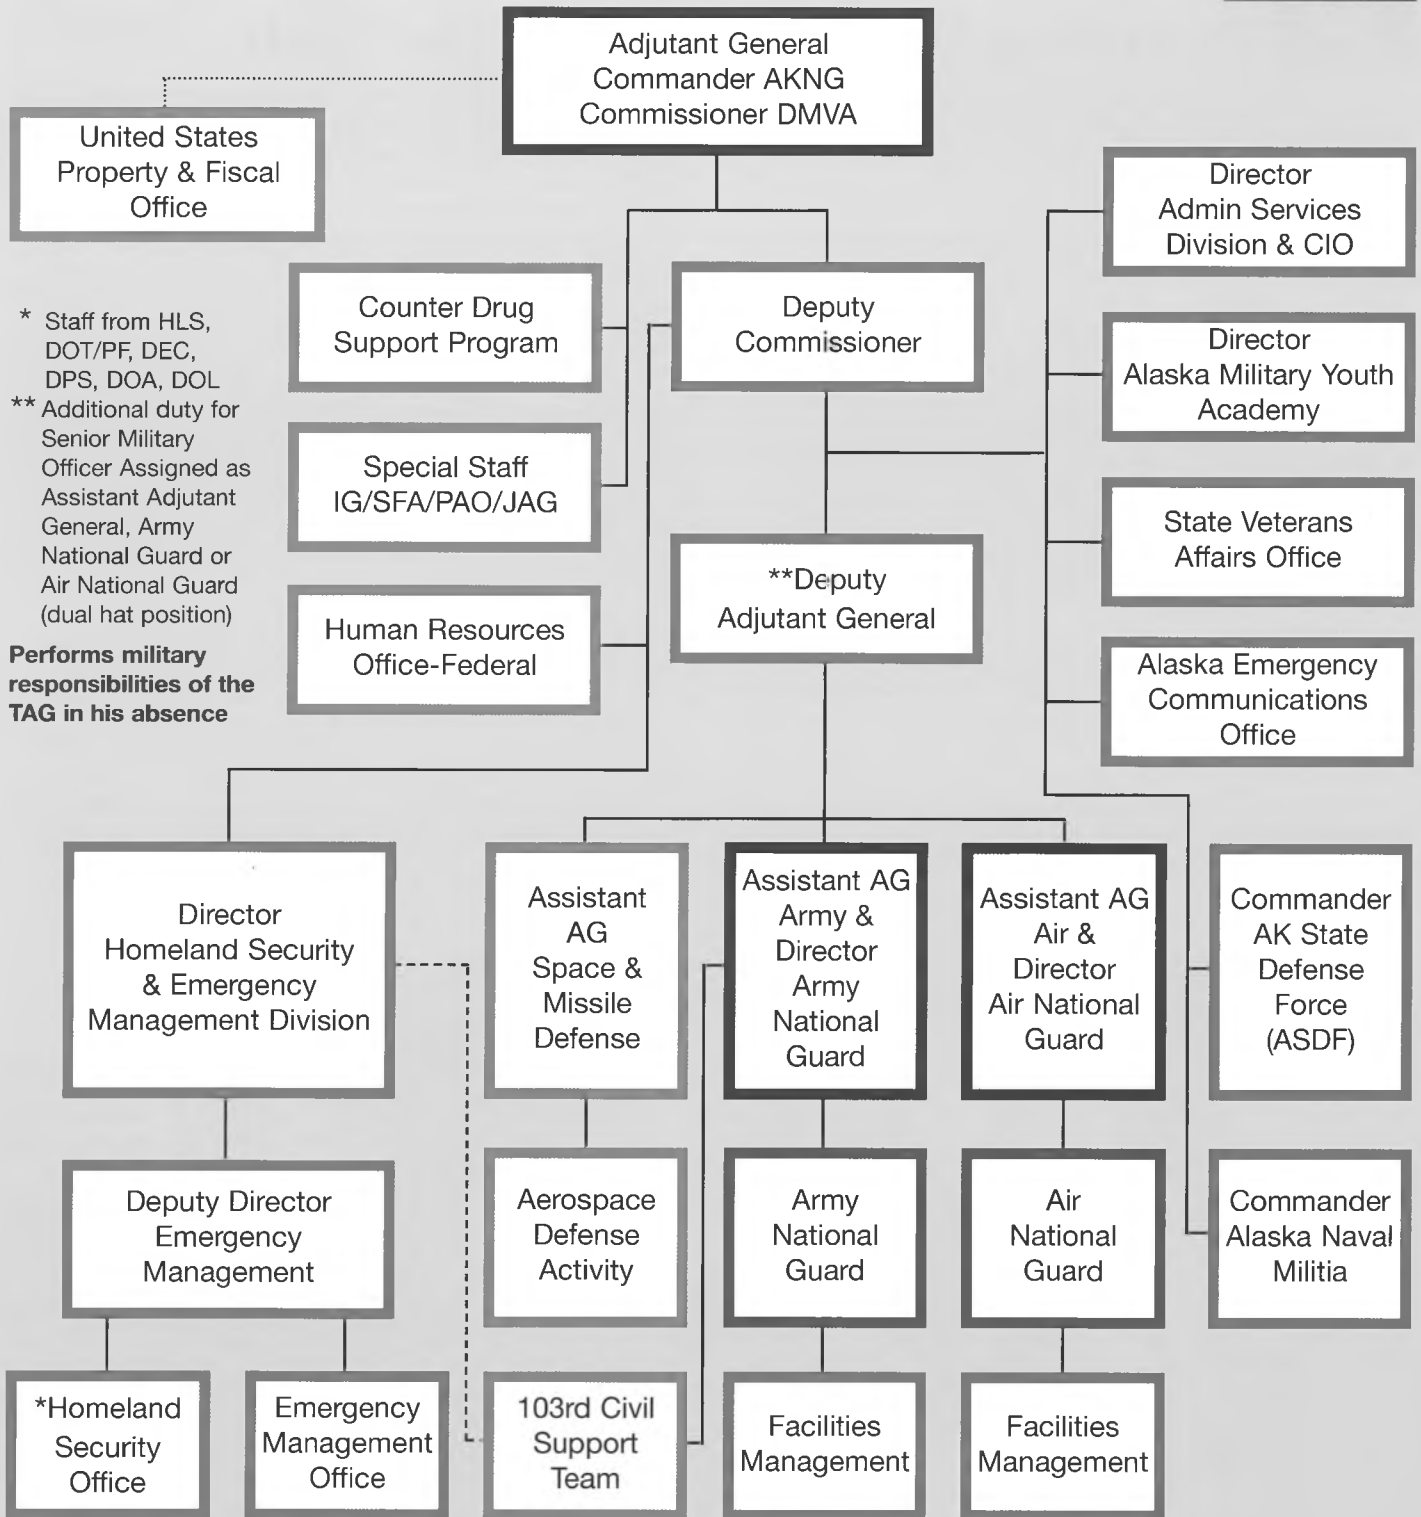 Adjutant General
Commander AKNG
Commissioner DMVA
United States
Property & Fiscal
Office
Director
Admin Services
Division & CIO
Counter Drug
Support Program
Deputy
Commissioner
* Staff from HLS,
DOT/PF, DEC,
DPS, DOA, DOL
** Additional duty for
Senior Military
Officer Assigned as
Assistant Adjutant
General, Army
National Guard or
Air National Guard
(dual hat position)
Performs military
responsibilities of the
TAG in his absence
Director
Alaska Military Youth
Academy
Special Staff
IG/SFA/PAO/JAG
State Veterans
Affairs Office
**Deputy
Adjutant General
Human Resources
Office-Federal
Alaska Emergency
Communications
Office
Director
Homeland Security
& Emergency
Management Division
Assistant
AG
Space &
Missile
Defense
Assistant AG
Army &
Director
Army
National
Guard
Assistant AG
Air &
Director
Air National
Guard
Commander
AK State
Defense
Force
(ASDF)
Deputy Director
Emergency
Management
Aerospace
Defense
Activity
Army
National
Guard
Air
National
Guard
Commander
Alaska Naval
Militia
*Homeland
Security
Office
Emergency
Management
Office
103rd Civil
Support
Team
Facilities
Management
Facilities
Management